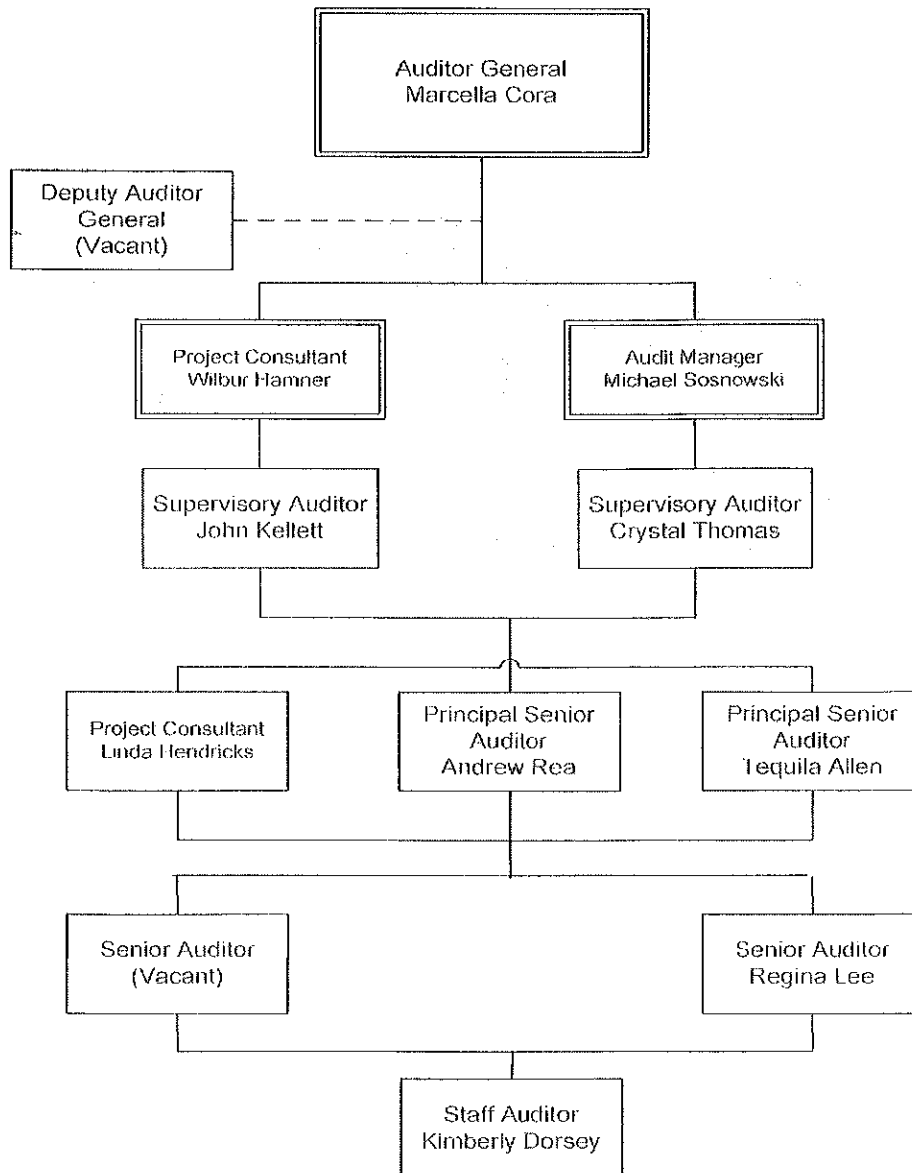 Auditor General
Marcella Cora
Deputy Auditor
General
(Vacant)
Project Consultant
Wilbur Hamner
Audit Manager
Michael Sosnowski
Supervisory Auditor
John Kellett
Supervisory Auditor
Crystal Thomas
Project Consultant
Linda Hendricks
Principal Senior
Auditor
Andrew Rea
Principal Senior
Auditor
Tequila Allen
Senior Auditor
(Vacant)
Senior Auditor
Regina Lee
Staff Auditor
Kimberly Dorsey